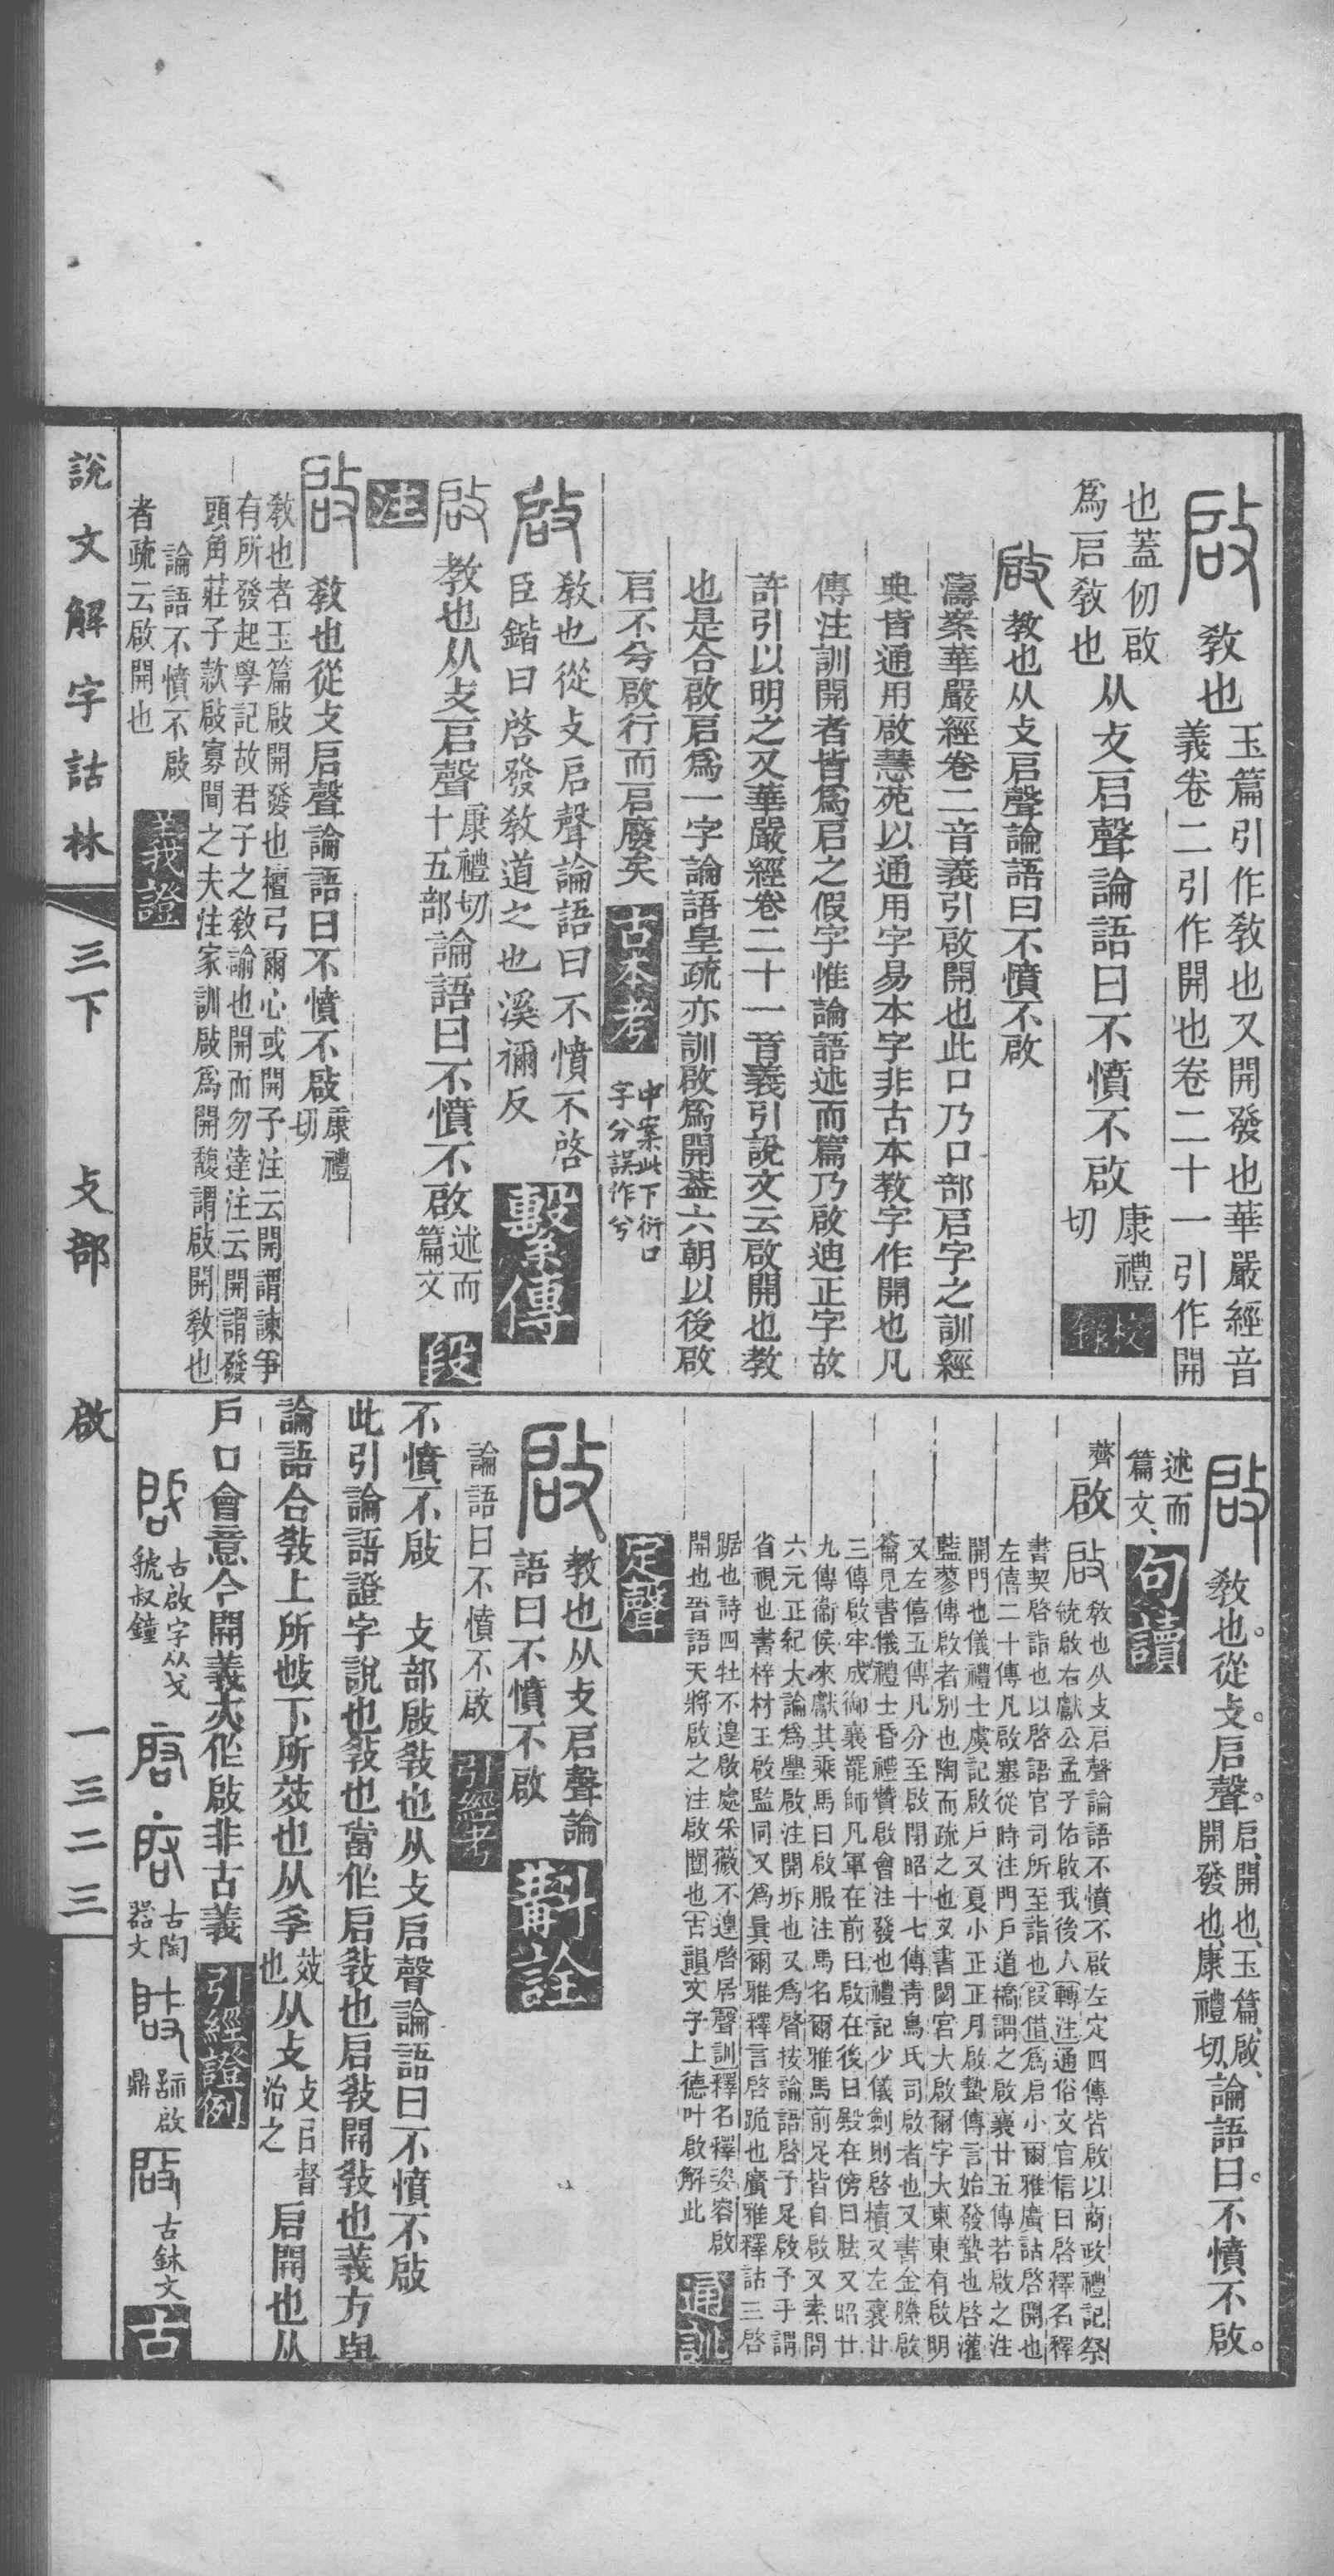 啟
教也
玉篇引作敎也又開發也華嚴經音
義卷二引作開也卷二十一引作開
也蓋仞啟
爲启敎也
从攴启聲論語曰不憤不啟
康禮
切
校錄
啟
教也从攴启聲論語曰不憤不啟
濤案華嚴經卷二音義引啟開也此口乃口部启字之訓經
典皆通用啟慧苑以通用字易本字非古本教字作開也凡
傳注訓開者皆爲启之假字惟論語述而篇乃啟迪正字故
許引以明之又華嚴經卷二十一音義引說文云啟開也教
也是合啟启爲一字論語皇疏亦訓啟爲開葢六朝以後啟
启不兮啟行而启廢矣
古本考
中案此下衍口
字分誤作兮
啟
敎也從攴启聲論語曰不憤不啓
臣鍇曰啓發敎道之也溪禰反
繫傳
啟
教也从攴启聲
康禮切
十五部
論語曰不憤不啟
述而
篇文
段
注
啟
敎也從攴启聲論語曰不憤不啟
康禮
切
敎也者玉篇啟開發也檀弓爾心或開予注云開謂諫爭
有所發起學記故君子之敎諭也開而勿達注云開謂發
頭角莊子款啟寡聞之夫注家訓啟爲開馥謂啟開敎也
論語不憤不啟
者疏云啟開也
義證
啟
敎也從攴启聲
启開也玉篇啟
開發也康禮切
論語曰不憤不啟
述而
篇文
句讀
薺
啟
敎也从攴启聲論語不憤不啟左定四傳皆啟以商政禮記祭
統啟右獻公孟子佑啟我後人轉注通俗文官信曰啓釋名釋
書契啓詣也以啓語官司所至詣也叚借爲启小爾雅廣詁啓開也
左僖二十傳凡啟塞從時注門戶道橋謂之啟襄廿五傳若啟之注
開門也儀禮士虞記啟戶又夏小正正月啟蟄傳言始發蟄也啓灌
藍蓼傳啟者別也陶而疏之也又書閟宮大啟爾字大東東有啟明
又左僖五傳凡分至啟閉昭十七傳青鳥氏司啟者也又書金縢啟
籥見書儀禮士昏禮贊啟會注發也禮記少儀劍則啓櫝又左襄廿
三傳啟牢成御襄罷師凡軍在前曰啟在後曰殿在傍曰胠又昭廿
九傳衞侯來獻其乘馬曰啟服注馬名爾雅馬前足皆自啟又素問
六元正紀大論爲壆啟注開坼也又爲晵按論語啓予足啟予手謂
省視也書梓材王啟監同又爲㠱爾雅釋言啓跪也廣雅釋詁三啓
踞也詩四牡不遑啟處采薇不遑啓居聲訓釋名釋姿容啟
開也晉語天將啟之注啟闓也古韻文子上德叶啟解此
定聲
通訓
啟
敎也从攴启聲論
語曰不憤不啟
斠詮
論語曰不憤不啟
引經考
不憤不啟
攴部啟敎也从攴启聲論語曰不憤不啟
此引論語證字說也敎也當作启敎也启敎開敎也義方與
論語合敎上所㢟下所效也从季
效
也
从攴
攴曰督
治之
启開也从
戶口會意今開義亦作啟非古義
引經證例
古啟字从戈
虢叔鐘
古陶
器文
師啟
鼎
古鉥文
古
說文解字詁林
三下
攴部
啟
一三二三